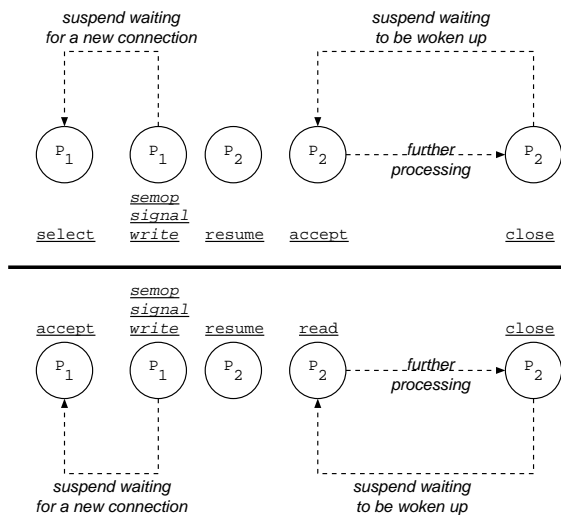 suspend waiting
for a new connection
suspend waiting
to be woken up
P1
P1
P2
P2
further
processing
P2
semop
signal
select
write
resume
accept
close
semop
signal
accept
write
resume
read
close
P1
P1
P2
P2
further
processing
P2
suspend waiting
for a new connection
suspend waiting
to be woken up